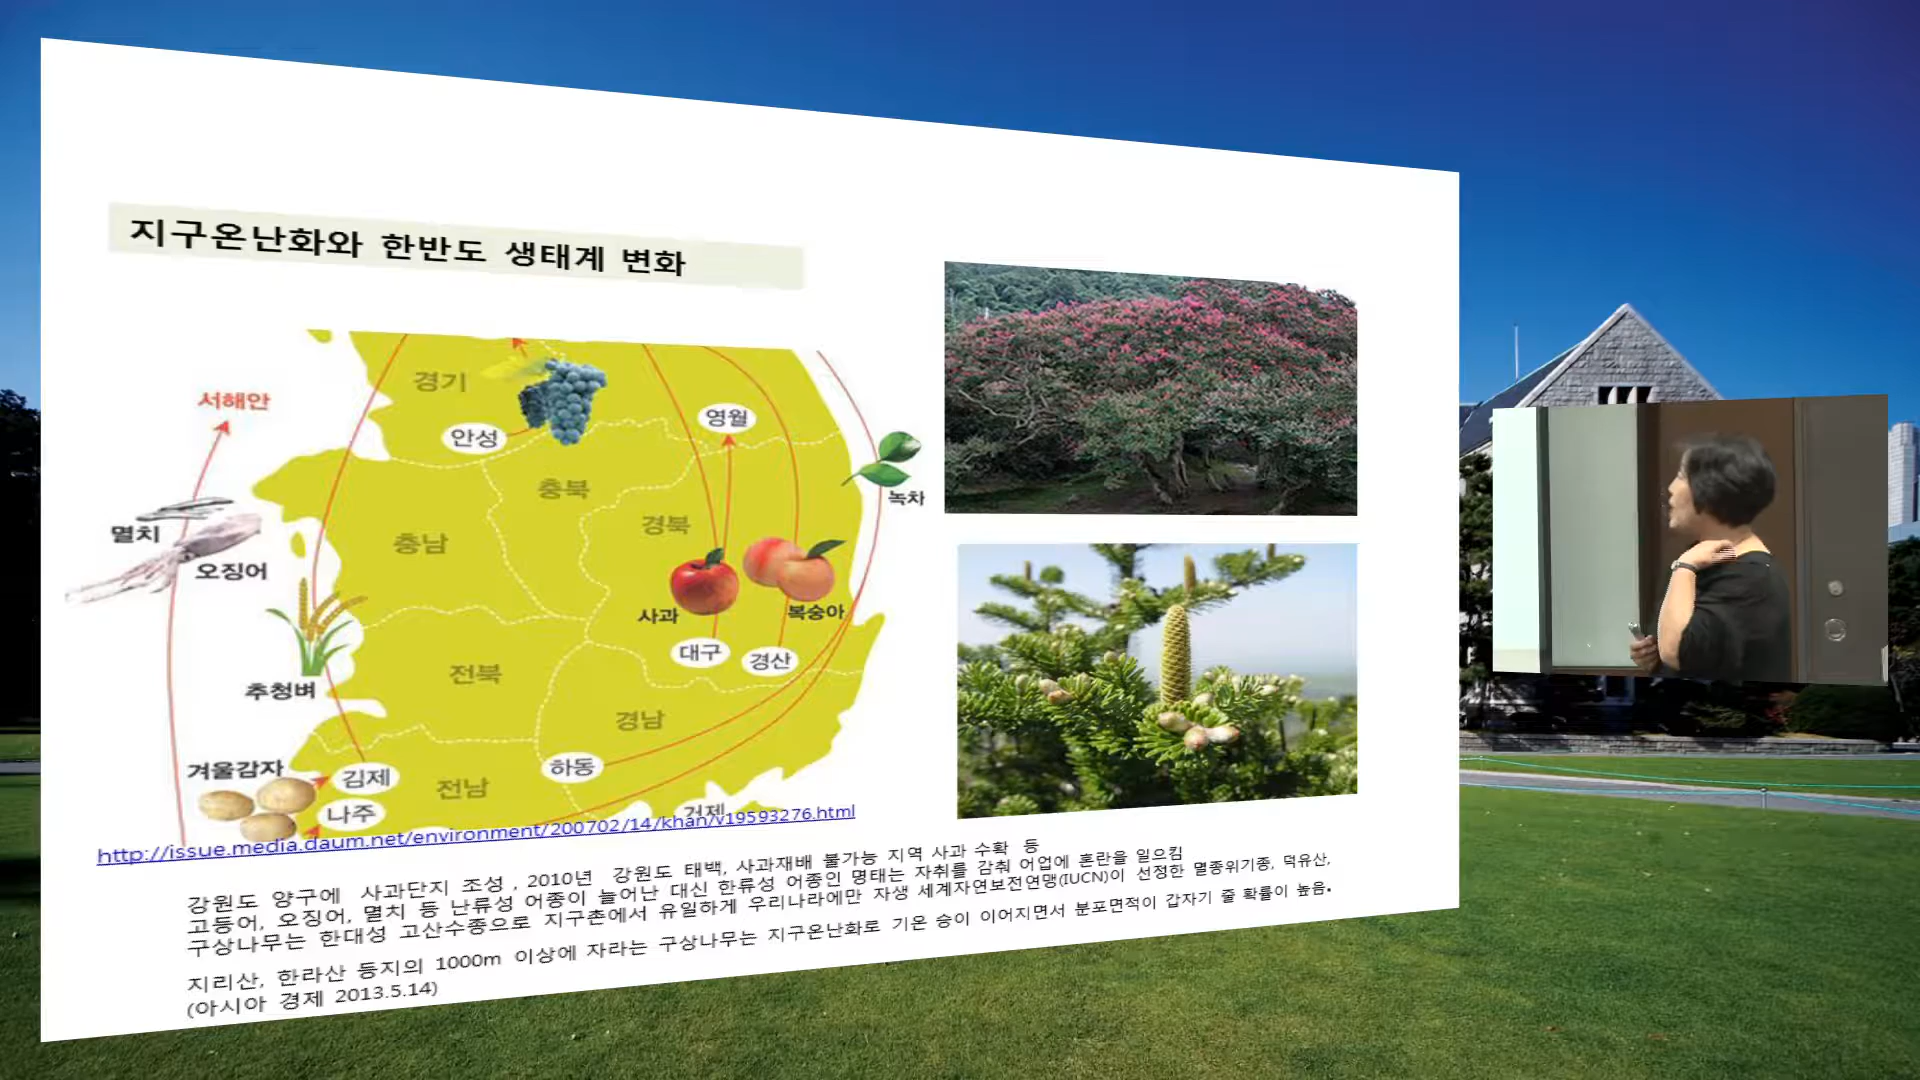 지구온난화와 한반도 생태계 변화
경기
서해안
영월
안성
충북
녹차
경북
멸치
충남
오징어
사과
복숭아
대구
경산
전북
추청벼
경남
겨울감자
하동
김제
전남
나주
거제
http://issue.media.daum.net/environment/200702/14/khan/v19593276.html
강원도 양구에 사과단지 조성 , 2010년 강원도 태백, 사과재배 불가능 지역 사과 수확 등
고등어, 오징어, 멸치 등 난류성 어종이 늘어난 대신 한류성 어종인 명태는 자취를 감춰 어업에 혼란을 일으킴
구상나무는 한대성 고산수종으로 지구촌에서 유일하게 우리나라에만 자생 세계자연보전연맹(IUCN)이 선정한 멸종위기종, 덕유산,
지리산, 한라산 등지의 1000m 이상에 자라는 구상나무는 지구온난화로 기온 승이 이어지면서 분포면적이 갑자기 줄 확률이 높음.
(아시아 경제 2013.5.14)